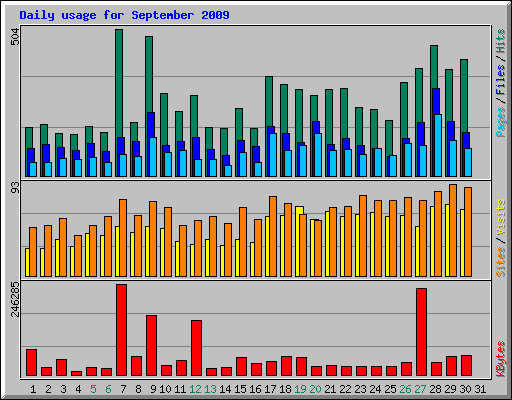 Daily usage for September 2009
504
Pages / Files / Hits
93
Sites / Visits
246285
KBytes
1 2 3 4 5 6 7 8 9 10 11 12 13 14 15 16 17 18 19 20 21 22 23 24 25 26 27 28 29 30 31